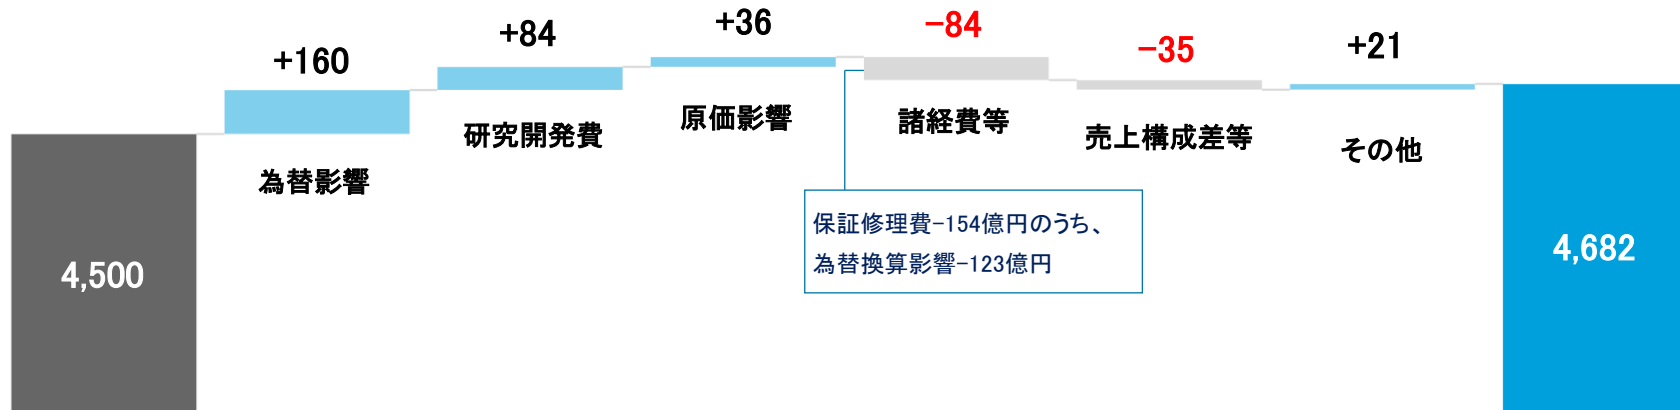 +160
+84
+36
−84
−35
+21
為替影響
研究開発費
原価影響
諸経費等
売上構成差等
その他
保証修理費−154億円のうち、
為替換算影響−123億円
4,500
4,682